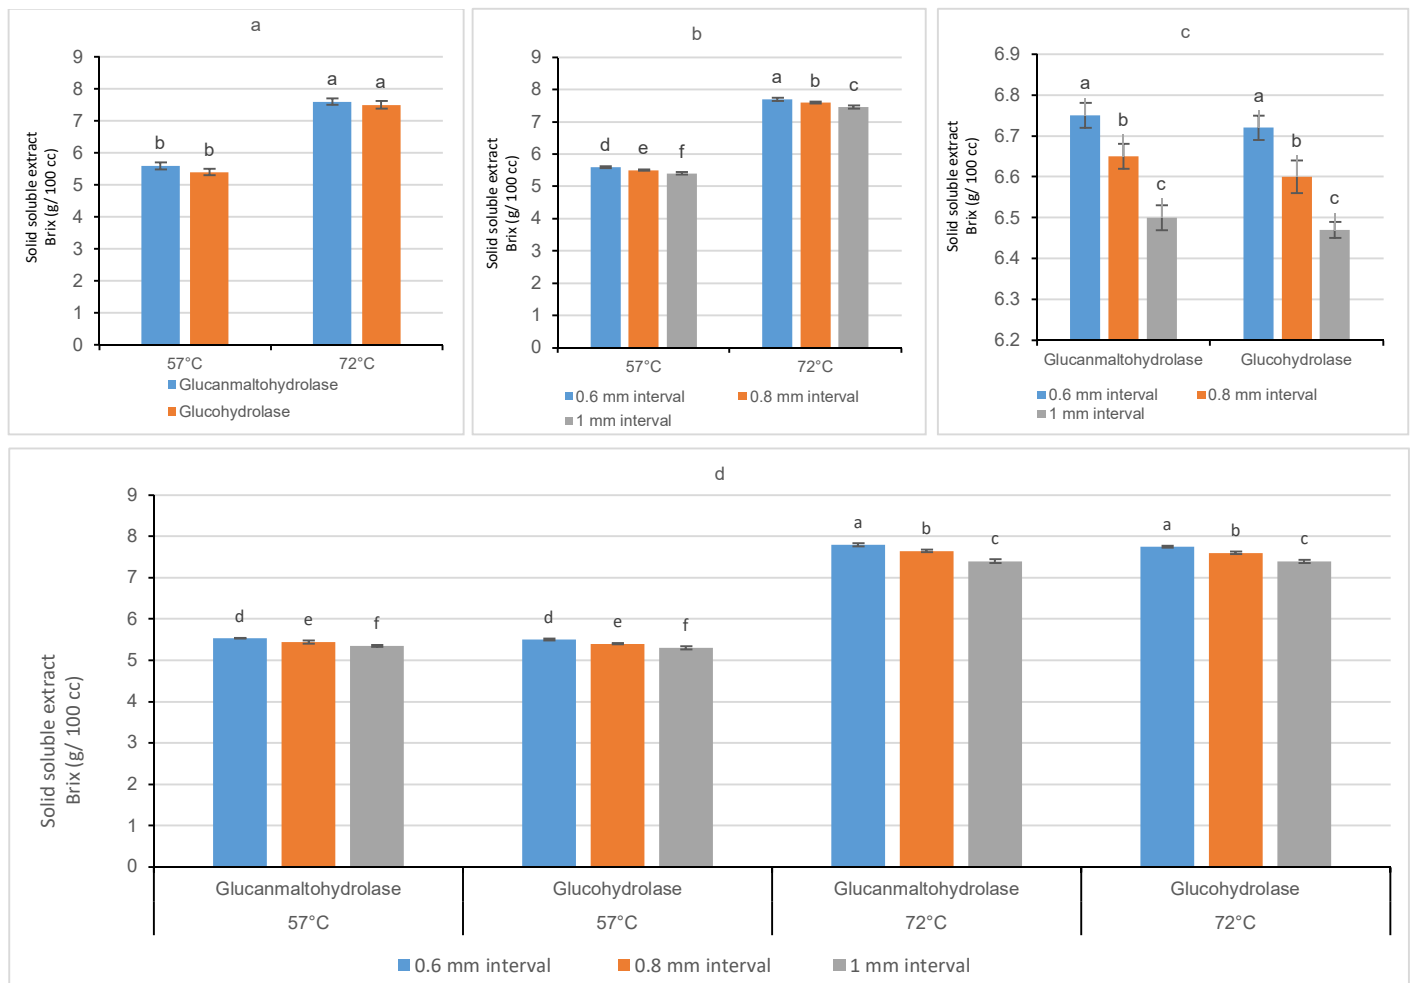 a
Solid soluble extract
Brix (g/ 100 cc)
9
8
7
6
5
4
3
2
1
0
b b a a
57°C 72°C
Glucanmaltohydrolase
Glucohydrolase
b
Solid soluble extract
Brix (g/ 100 cc)
9
8
7
6
5
4
3
2
1
0
d e f a b c
57°C 72°C
0.6 mm interval 0.8 mm interval
1 mm interval
c
Solid soluble extract
Brix (g/ 100 cc)
6.9
6.8
6.7
6.6
6.5
6.4
6.3
6.2
a b c a b c
Glucanmaltohydrolase Glucohydrolase
0.6 mm interval 0.8 mm interval
1 mm interval
d
Solid soluble extract
Brix (g/ 100 cc)
9
8
7
6
5
4
3
2
1
0
d e f d e f a b c a b c
Glucanmaltohydrolase Glucohydrolase Glucanmaltohydrolase Glucohydrolase
57°C 57°C 72°C 72°C
0.6 mm interval 0.8 mm interval 1 mm interval